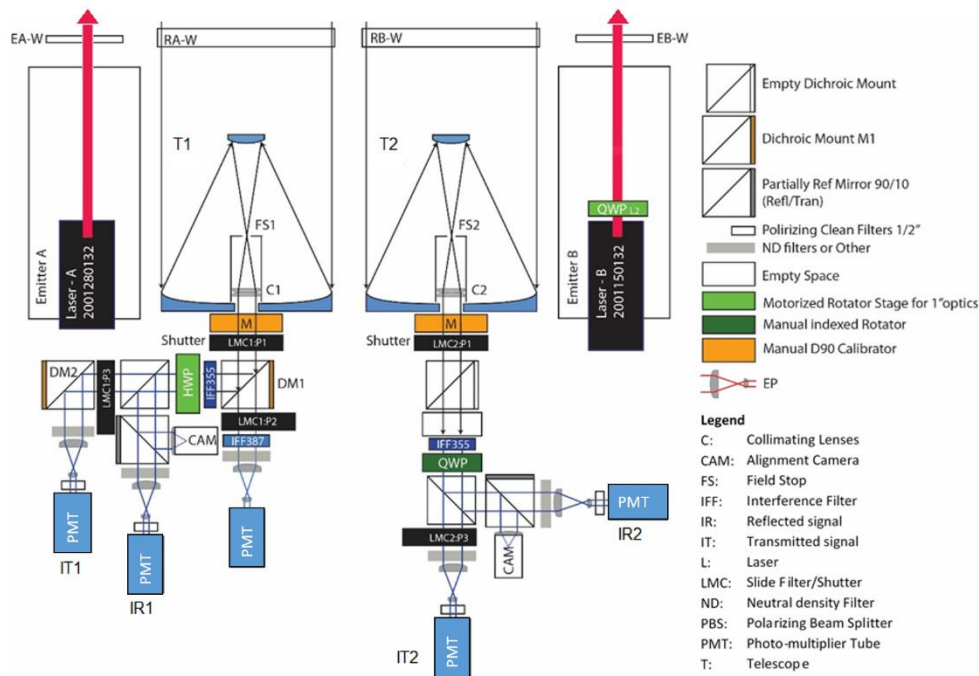 EA-W
RA-W
RB-W
EB-W
T1
T2
FS1
FS2
C1
C2
Emitter A
Laser - A
2001280132
Emitter B
Laser - B
2001150132
QWP L2
M
M
Shutter
LMC1:P1
Shutter
LMC2:P1
DM2
LMC1:P3
HWP
IFF355
DM1
LMC1:P2
CAM
IFF387
PMT
IT1
PMT
IR1
PMT
IFF355
QWP
LMC2:P3
CAM
PMT
IR2
IT2
PMT
Empty Dichroic Mount
Dichroic Mount M1
Partially Ref Mirror 90/10
(Refl/Tran)
Polirizing Clean Filters 1/2"
ND filters or Other
Empty Space
Motorized Rotator Stage for 1"optics
Manual indexed Rotator
Manual D90 Calibrator
EP
Legend
C: Collimating Lenses
CAM: Alignment Camera
FS: Field Stop
IFF: Interference Filter
IR: Reflected signal
IT: Transmitted signal
L: Laser
LMC: Slide Filter/Shutter
ND: Neutral density Filter
PBS: Polarizing Beam Splitter
PMT: Photo-multiplier Tube
T: Telescope